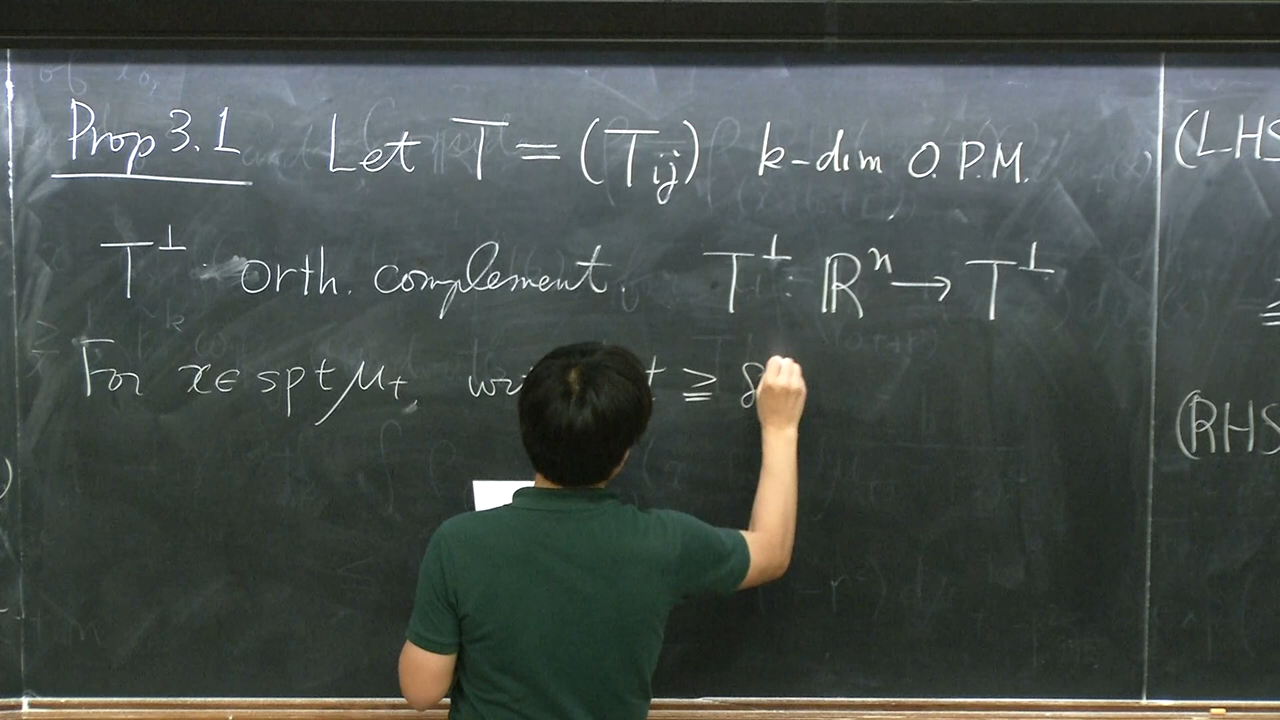 Prop 3.1 Let T = (Tᵢⱼ) k-dim O.P.M.
T^⊥ : orth. complement. T^⊥ : ℝⁿ → T^⊥
For x ∈ spt μₜ, t ≥
(LHS
(RHS